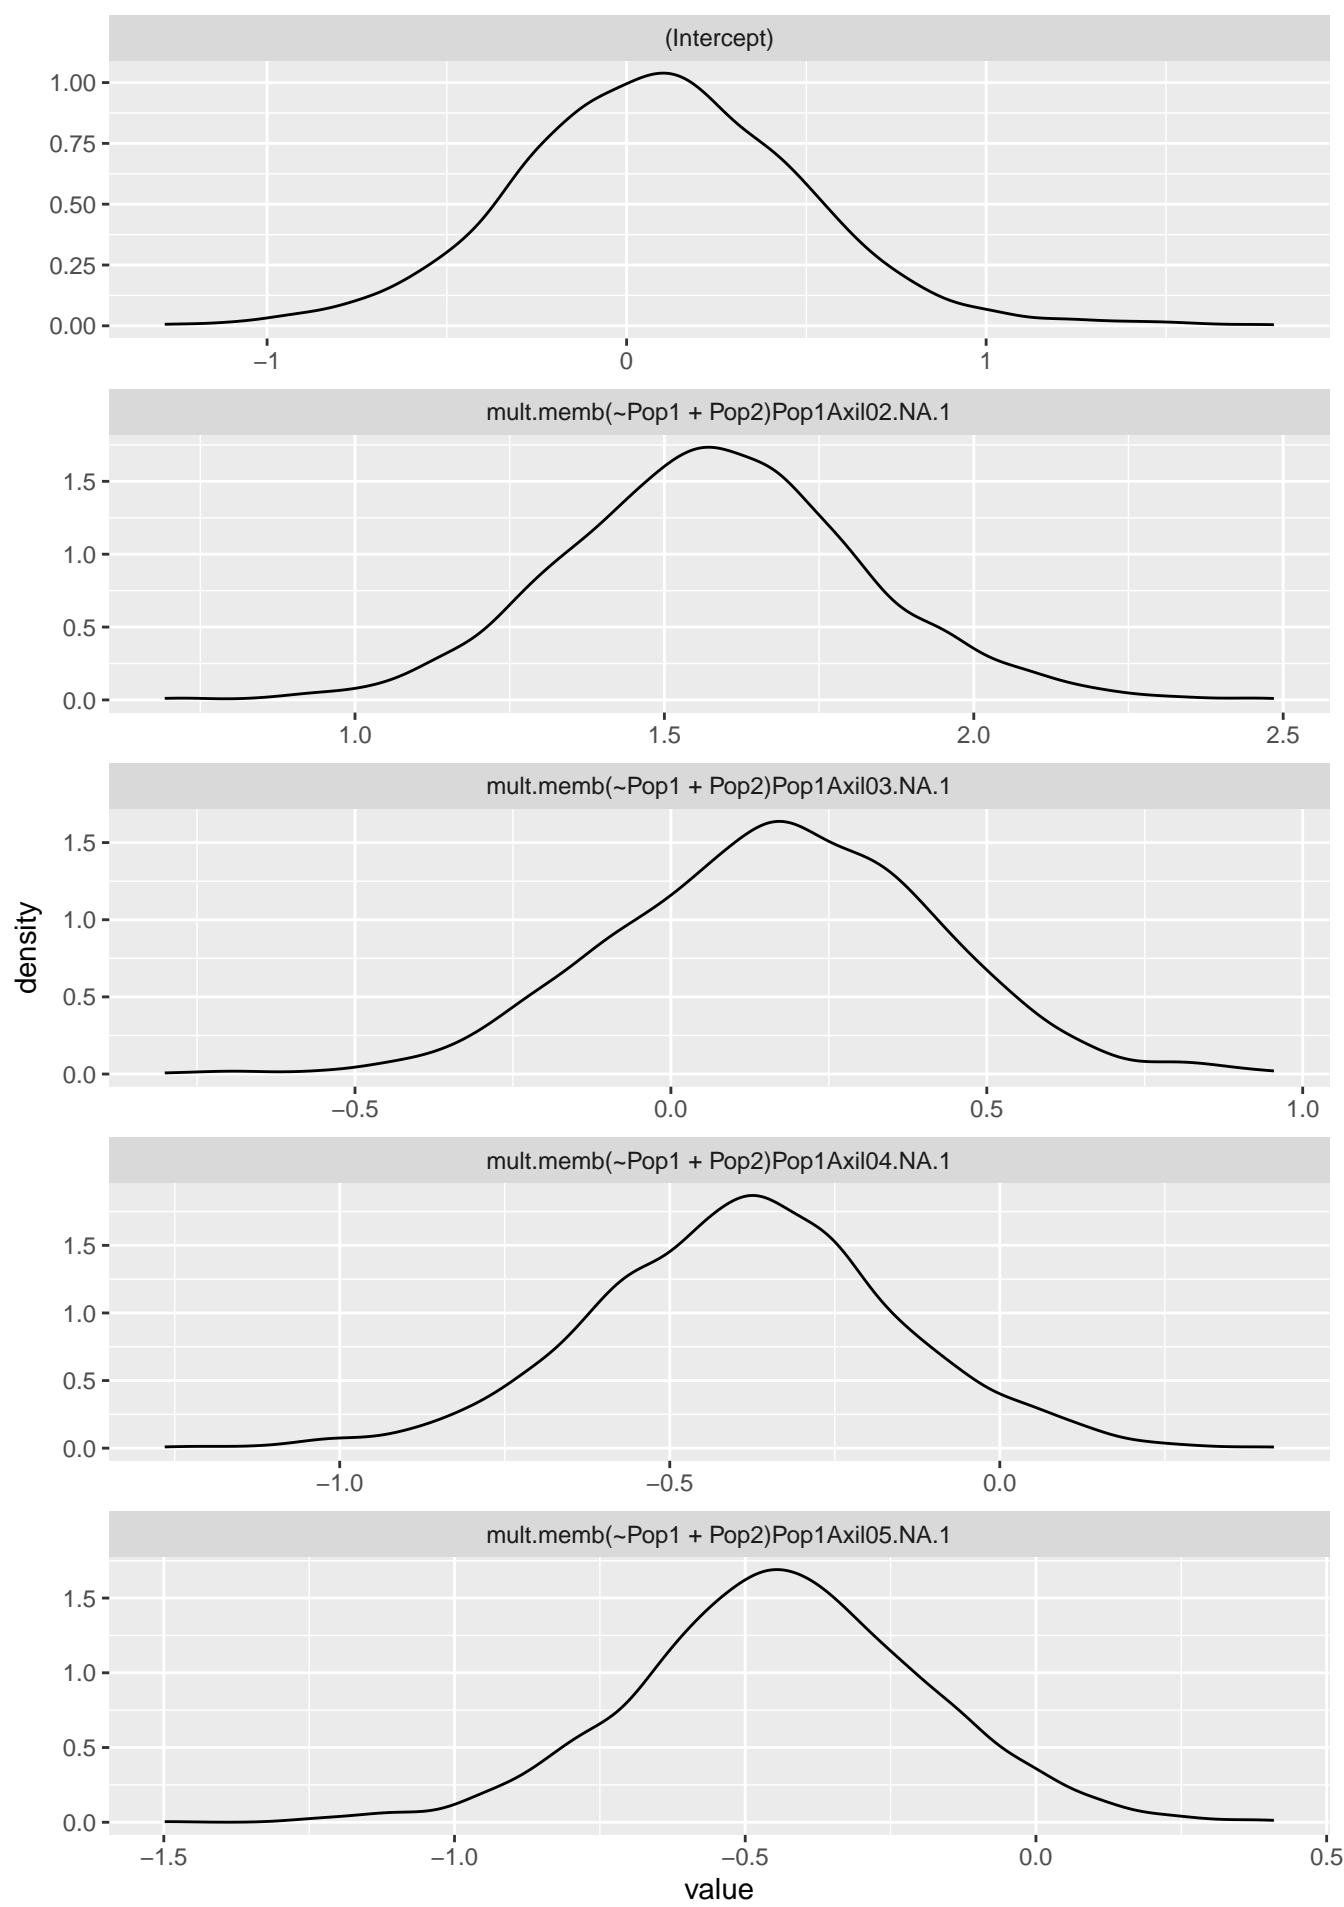 (Intercept)
1.00
0.75
0.50
0.25
0.00
−1 0 1
mult.memb(~Pop1 + Pop2)Pop1Axil02.NA.1
1.5
1.0
0.5
0.0
1.0 1.5 2.0 2.5
mult.memb(~Pop1 + Pop2)Pop1Axil03.NA.1
1.5
1.0
0.5
0.0
−0.5 0.0 0.5 1.0
density
mult.memb(~Pop1 + Pop2)Pop1Axil04.NA.1
1.5
1.0
0.5
0.0
−1.0 −0.5 0.0
mult.memb(~Pop1 + Pop2)Pop1Axil05.NA.1
1.5
1.0
0.5
0.0
−1.5 −1.0 −0.5 0.0 0.5
value